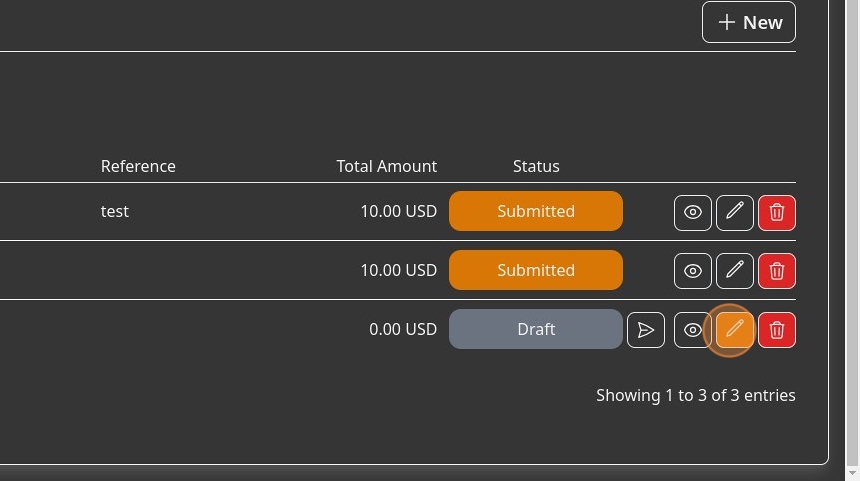 New
Reference Total Amount Status
test 10.00 USD Submitted
10.00 USD Submitted
0.00 USD Draft
Showing 1 to 3 of 3 entries